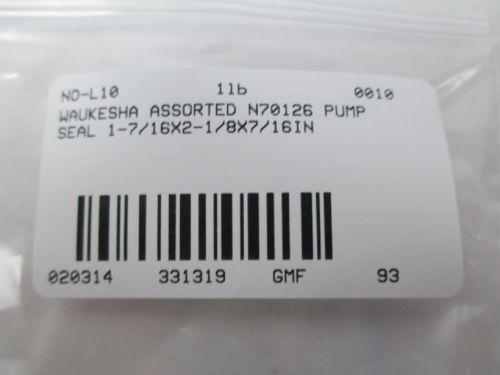 NO-L10 11b 0010
WAUKESHA ASSORTED N70126 PUMP
SEAL 1-7/16X2-1/8X7/16IN
020314 331319 GMF 93